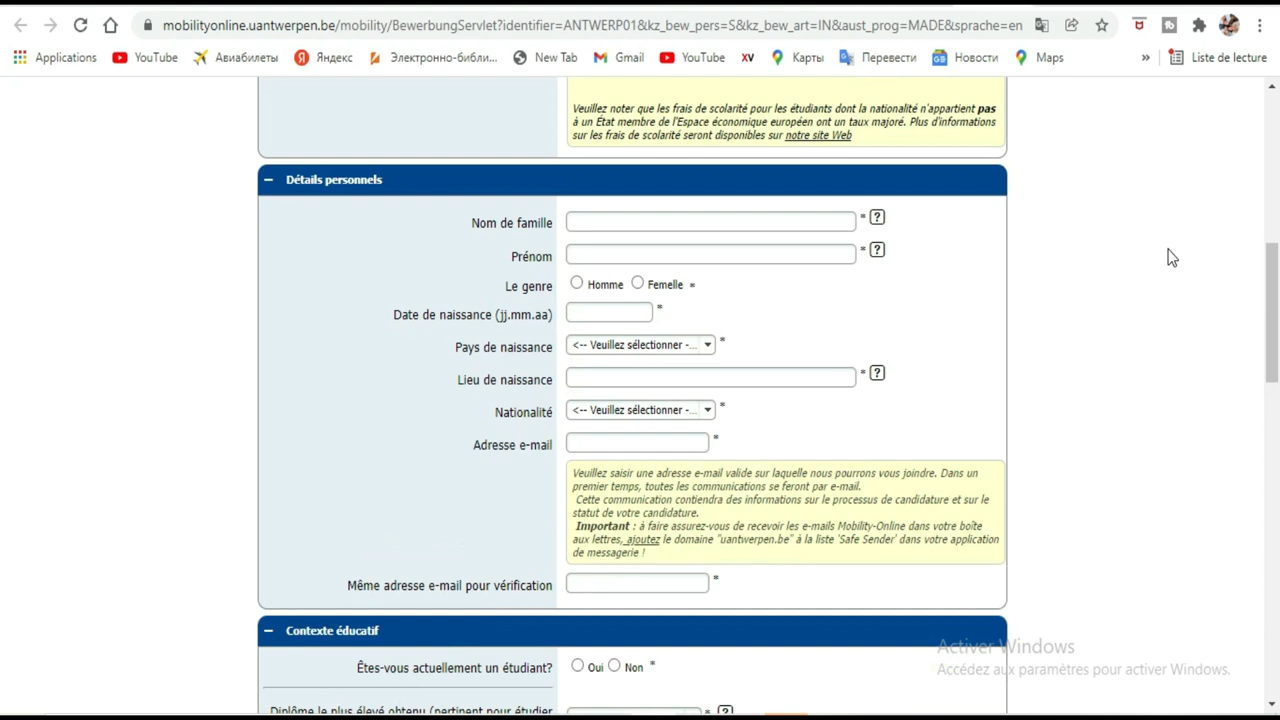 mobilityonline.uantwerpen.be/mobility/BewerbungServlet?identifier=ANTWERP01&kz_bew_pers=S&kz_bew_art=IN&aust_prog=MADE&sprache=en
Applications YouTube Авиабилеты Яндекс Электронно-библи... New Tab Gmail YouTube XV Карты Перевести Новости Maps » Liste de lecture
Veuillez noter que les frais de scolarité pour les étudiants dont la nationalité n'appartient pas
à un État membre de l'Espace économique européen ont un taux majoré. Plus d'informations
sur les frais de scolarité seront disponibles sur notre site Web
− Détails personnels
Nom de famille * ?
Prénom * ?
Le genre Homme Femelle *
Date de naissance (jj.mm.aa) *
Pays de naissance <-- Veuillez sélectionner -... *
Lieu de naissance * ?
Nationalité <-- Veuillez sélectionner -... *
Adresse e-mail *
Veuillez saisir une adresse e-mail valide sur laquelle nous pourrons vous joindre. Dans un
premier temps, toutes les communications se feront par e-mail.
Cette communication contiendra des informations sur le processus de candidature et sur le
statut de votre candidature.
Important : à faire assurez-vous de recevoir les e-mails Mobility-Online dans votre boîte
aux lettres, ajoutez le domaine "uantwerpen.be" à la liste 'Safe Sender' dans votre application
de messagerie !
Même adresse e-mail pour vérification *
− Contexte éducatif
Êtes-vous actuellement un étudiant? Oui Non *
Diplôme le plus élevé obtenu (pertinent pour étudier * ?
Activer Windows
Accédez aux paramètres pour activer Windows.